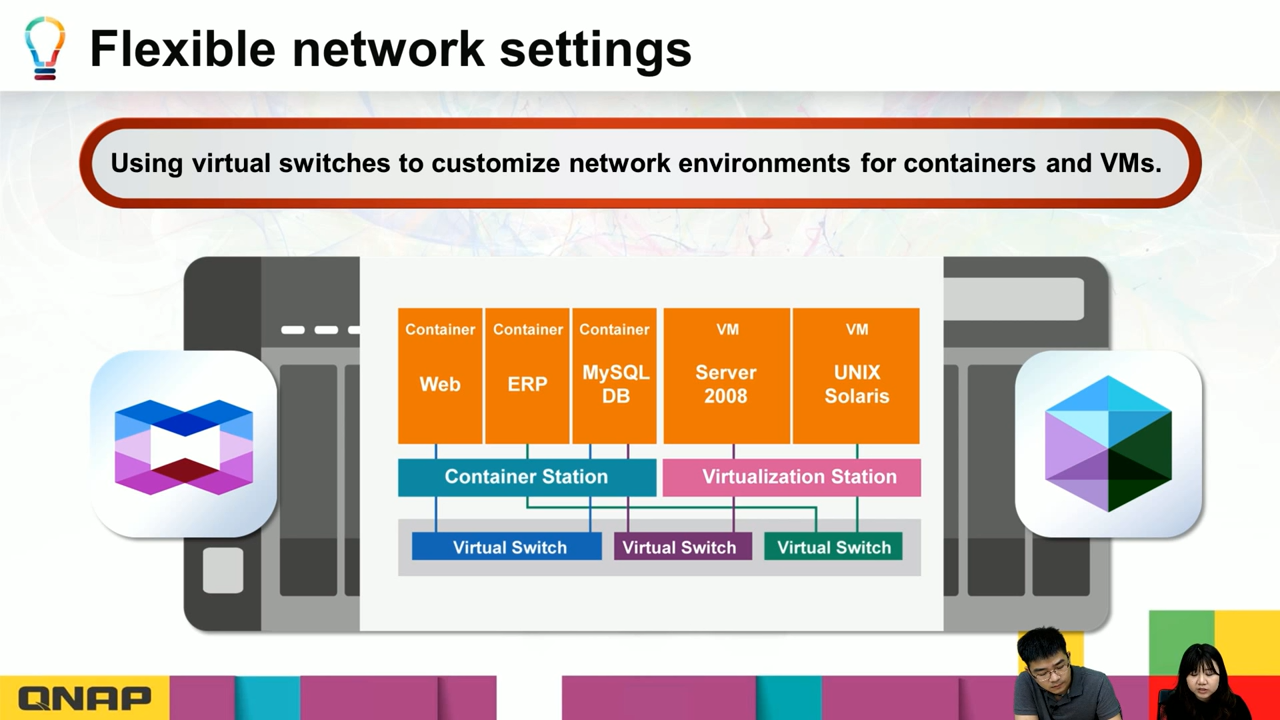 Flexible network settings
Using virtual switches to customize network environments for containers and VMs.
Container
Web
Container
ERP
Container
MySQL
DB
VM
Server
2008
VM
UNIX
Solaris
Container Station
Virtualization Station
Virtual Switch
Virtual Switch
Virtual Switch
QNAP